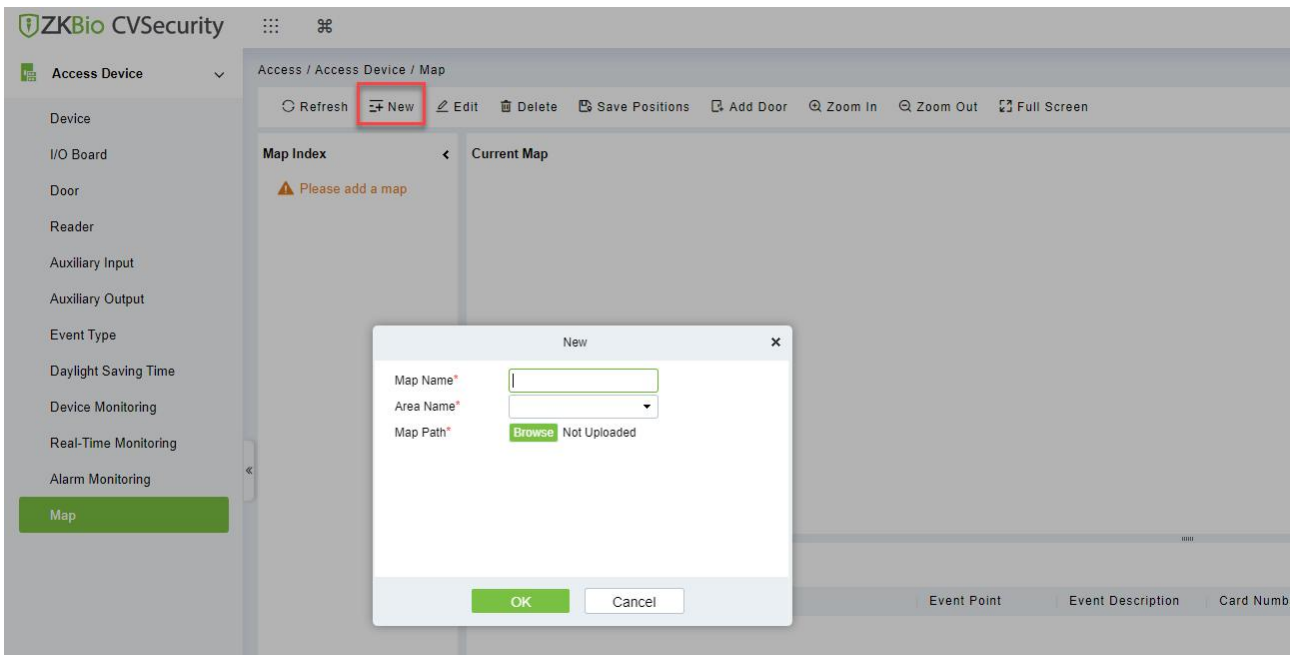 ZKBio CVSecurity
Access Device
Device
I/O Board
Door
Reader
Auxiliary Input
Auxiliary Output
Event Type
Daylight Saving Time
Device Monitoring
Real-Time Monitoring
Alarm Monitoring
Map
Access / Access Device / Map
Refresh New Edit Delete Save Positions Add Door Zoom In Zoom Out Full Screen
Map Index
Please add a map
Current Map
New
Map Name*
Area Name*
Map Path* Browse Not Uploaded
OK Cancel
Event Point Event Description Card Numb